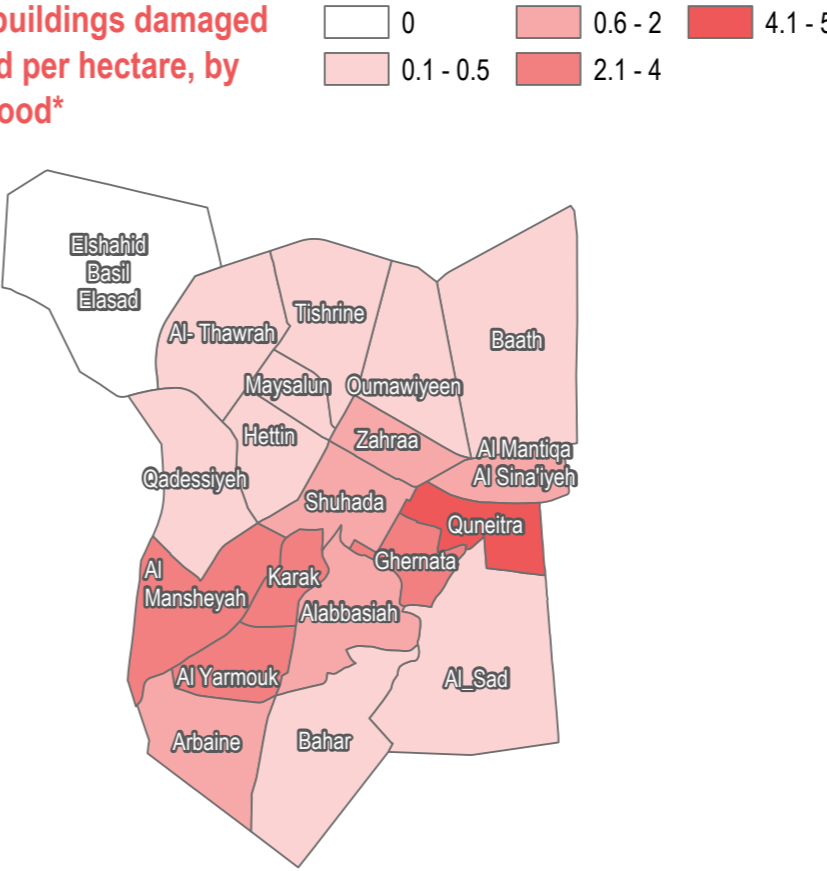 buildings damaged
d per hectare, by
ood*
0
0.1 - 0.5
0.6 - 2
2.1 - 4
4.1 - 5
Elshahid
Basil
Elasad
Al- Thawrah
Tishrine
Baath
Maysalun
Oumawiyeen
Hettin
Zahraa
Al Mantiqa
Al Sina'iyeh
Qadessiyeh
Shuhada
Quneitra
Ghernata
Al
Mansheyah
Karak
Alabbasiah
Al Yarmouk
Al_Sad
Arbaine
Bahar